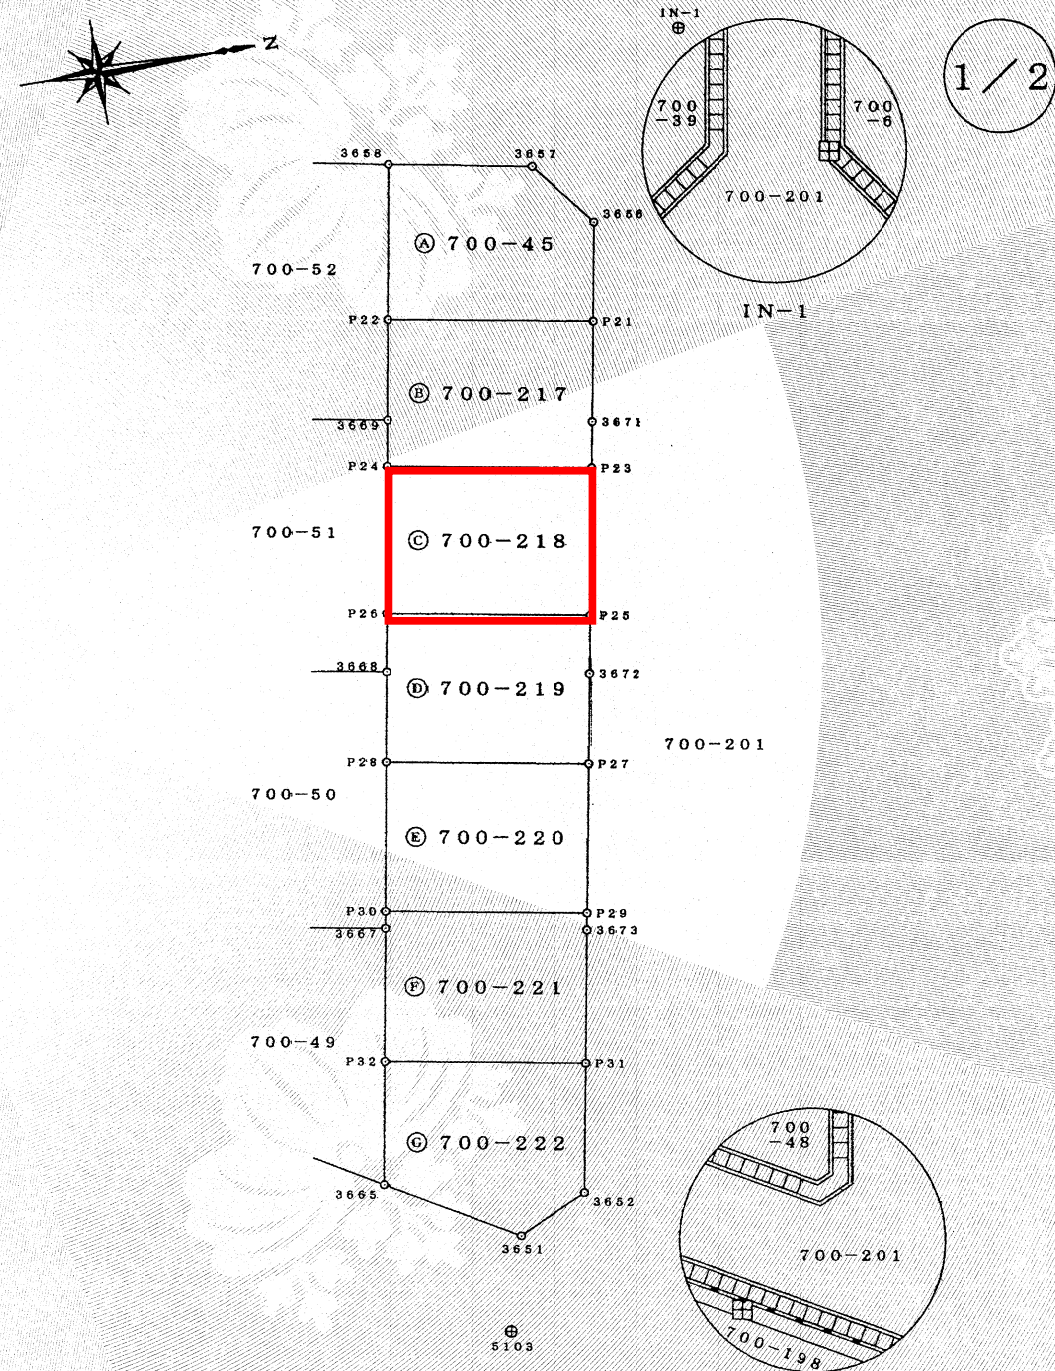 IN-1
Z
1/2
700
-39
700
-6
700-201
IN-1
3658
3657
3656
Ⓐ 700-45
700-52
P22
P21
Ⓑ 700-217
3669
3671
P24
P23
700-51
Ⓒ 700-218
P26
P25
3668
3672
Ⓓ 700-219
700-201
P28
P27
700-50
Ⓔ 700-220
P30
P29
3667
3673
Ⓕ 700-221
700-49
P32
P31
Ⓖ 700-222
700
-48
3665
3652
3651
700-201
700-198
5103